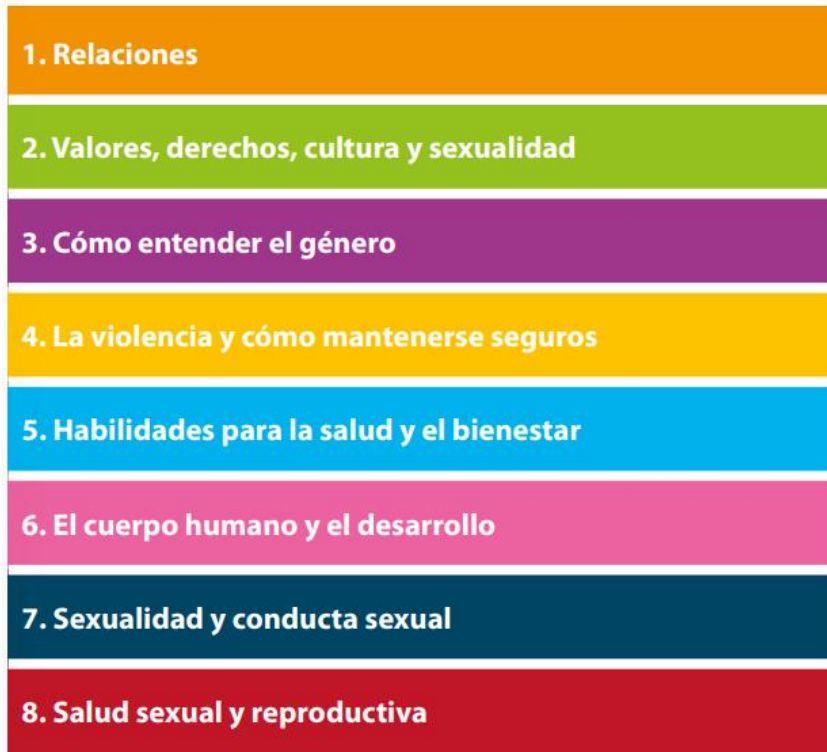 1. Relaciones
2. Valores, derechos, cultura y sexualidad
3. Cómo entender el género
4. La violencia y cómo mantenerse seguros
5. Habilidades para la salud y el bienestar
6. El cuerpo humano y el desarrollo
7. Sexualidad y conducta sexual
8. Salud sexual y reproductiva